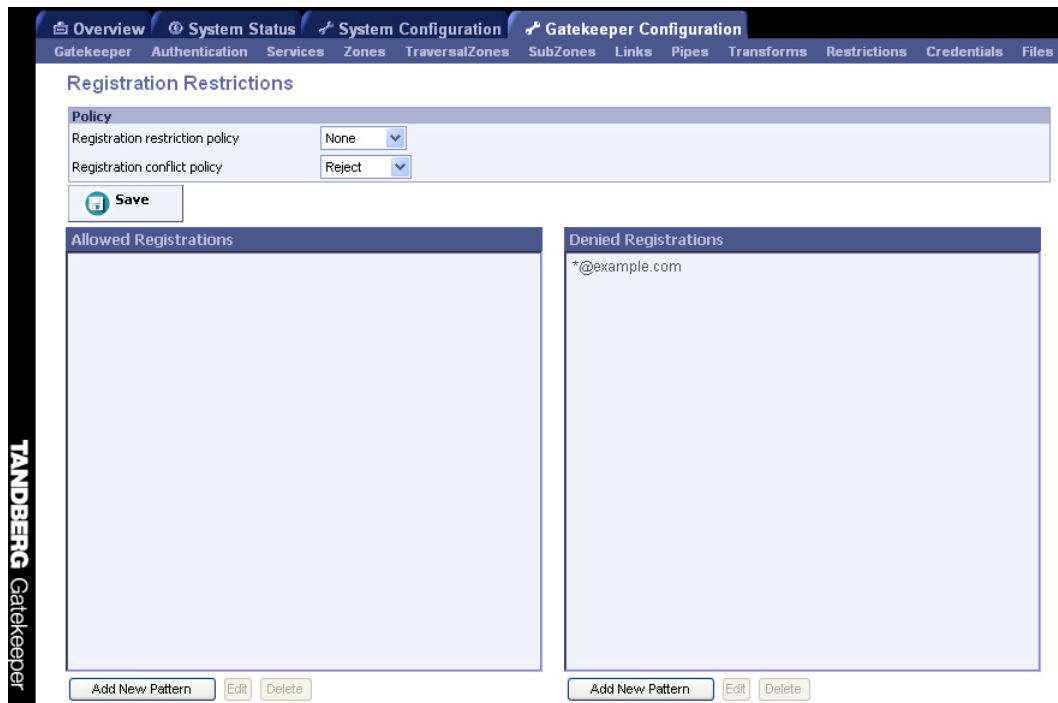 Overview System Status System Configuration Gatekeeper Configuration
Gatekeeper Authentication Services Zones TraversalZones SubZones Links Pipes Transforms Restrictions Credentials Files
Registration Restrictions
Policy
Registration restriction policy None
Registration conflict policy Reject
Save
Allowed Registrations
Denied Registrations
*@example.com
Add New Pattern Edit Delete
Add New Pattern Edit Delete
TANDBERG Gatekeeper